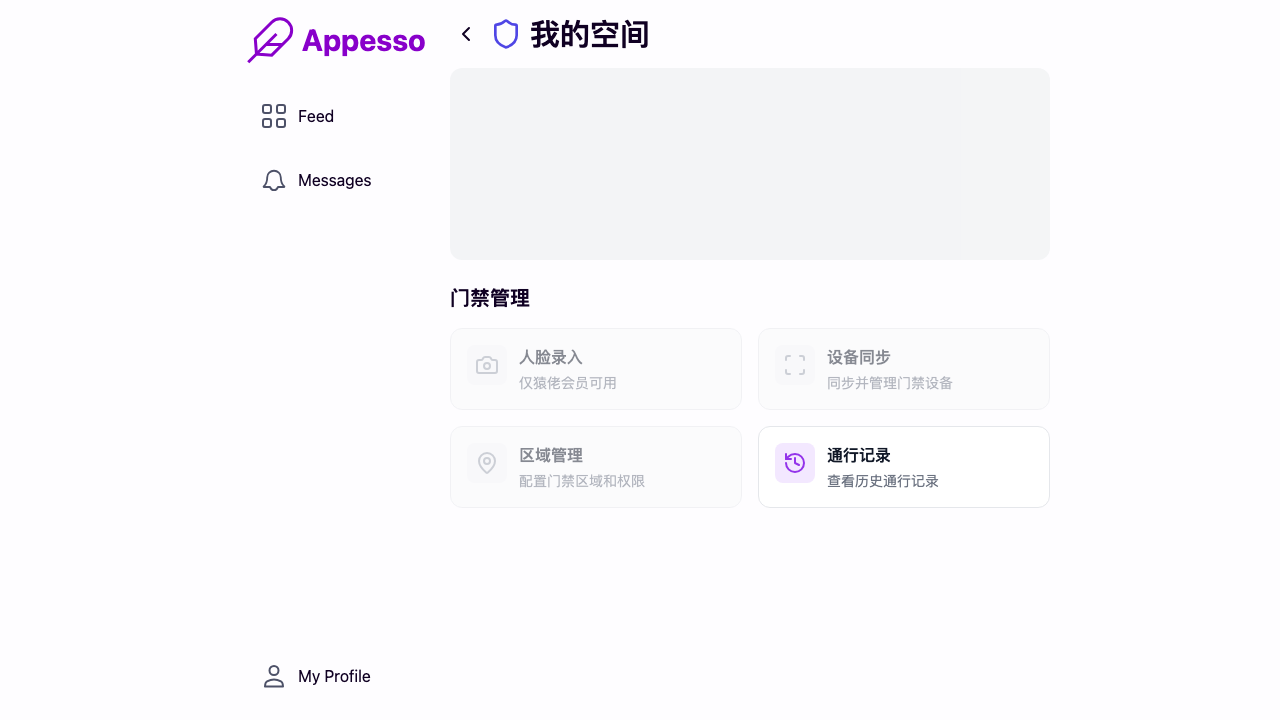 Appesso
Feed
Messages
My Profile
我的空间
门禁管理
人脸录入
仅猿佬会员可用
设备同步
同步并管理门禁设备
区域管理
配置门禁区域和权限
通行记录
查看历史通行记录